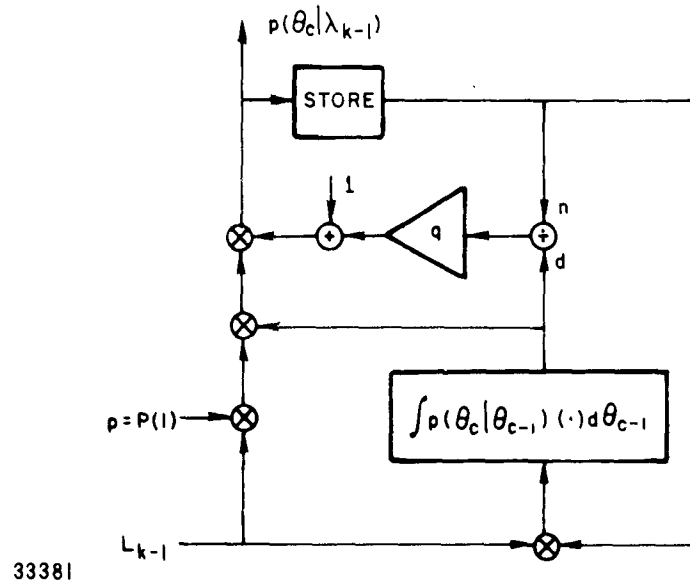 p(θc|λk-1)
STORE
1
n
+
q
÷
d
p = P(1)
∫p(θc|θc-1) (·) dθc-1
Lk-1
33381